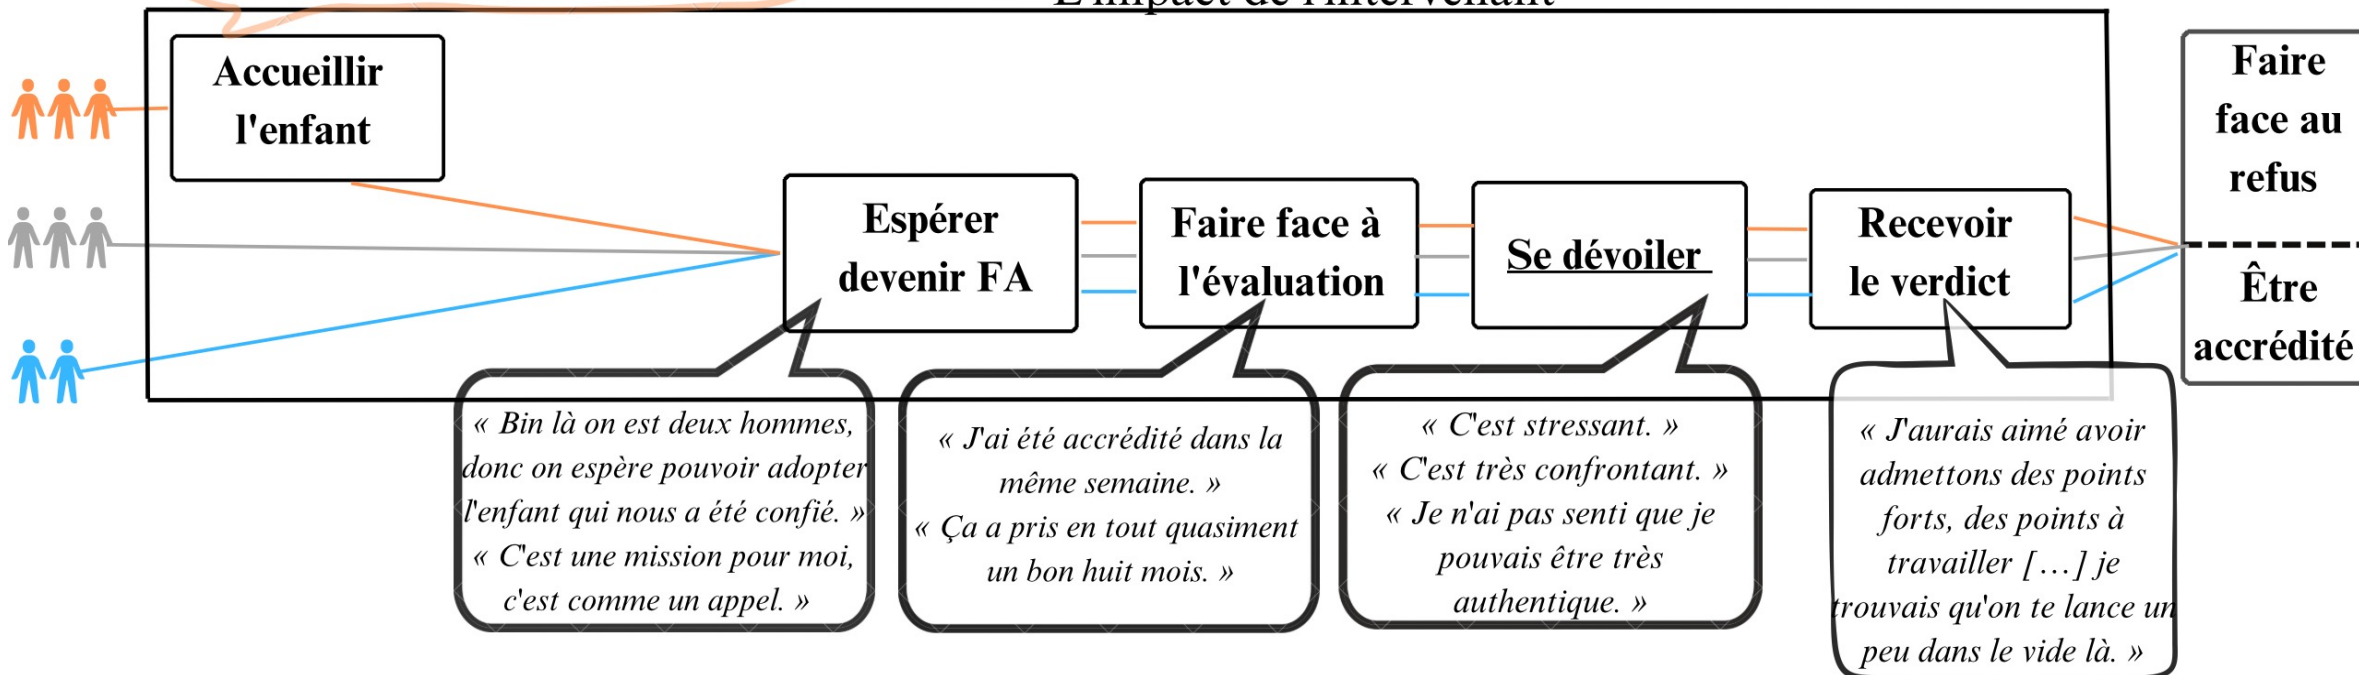 L'impact de l'intervenant
Accueillir
l'enfant
Espérer
devenir FA
Faire face à
l'évaluation
Se dévoiler
Recevoir
le verdict
Faire
face au
refus
Être
accrédité
« Bin là on est deux hommes,
donc on espère pouvoir adopter
l'enfant qui nous a été confié. »
« C'est une mission pour moi,
c'est comme un appel. »
« J'ai été accrédité dans la
même semaine. »
« Ça a pris en tout quasiment
un bon huit mois. »
« C'est stressant. »
« C'est très confrontant. »
« Je n'ai pas senti que je
pouvais être très
authentique. »
« J'aurais aimé avoir
admettons des points
forts, des points à
travailler [...] je
trouvais qu'on te lance un
peu dans le vide là. »